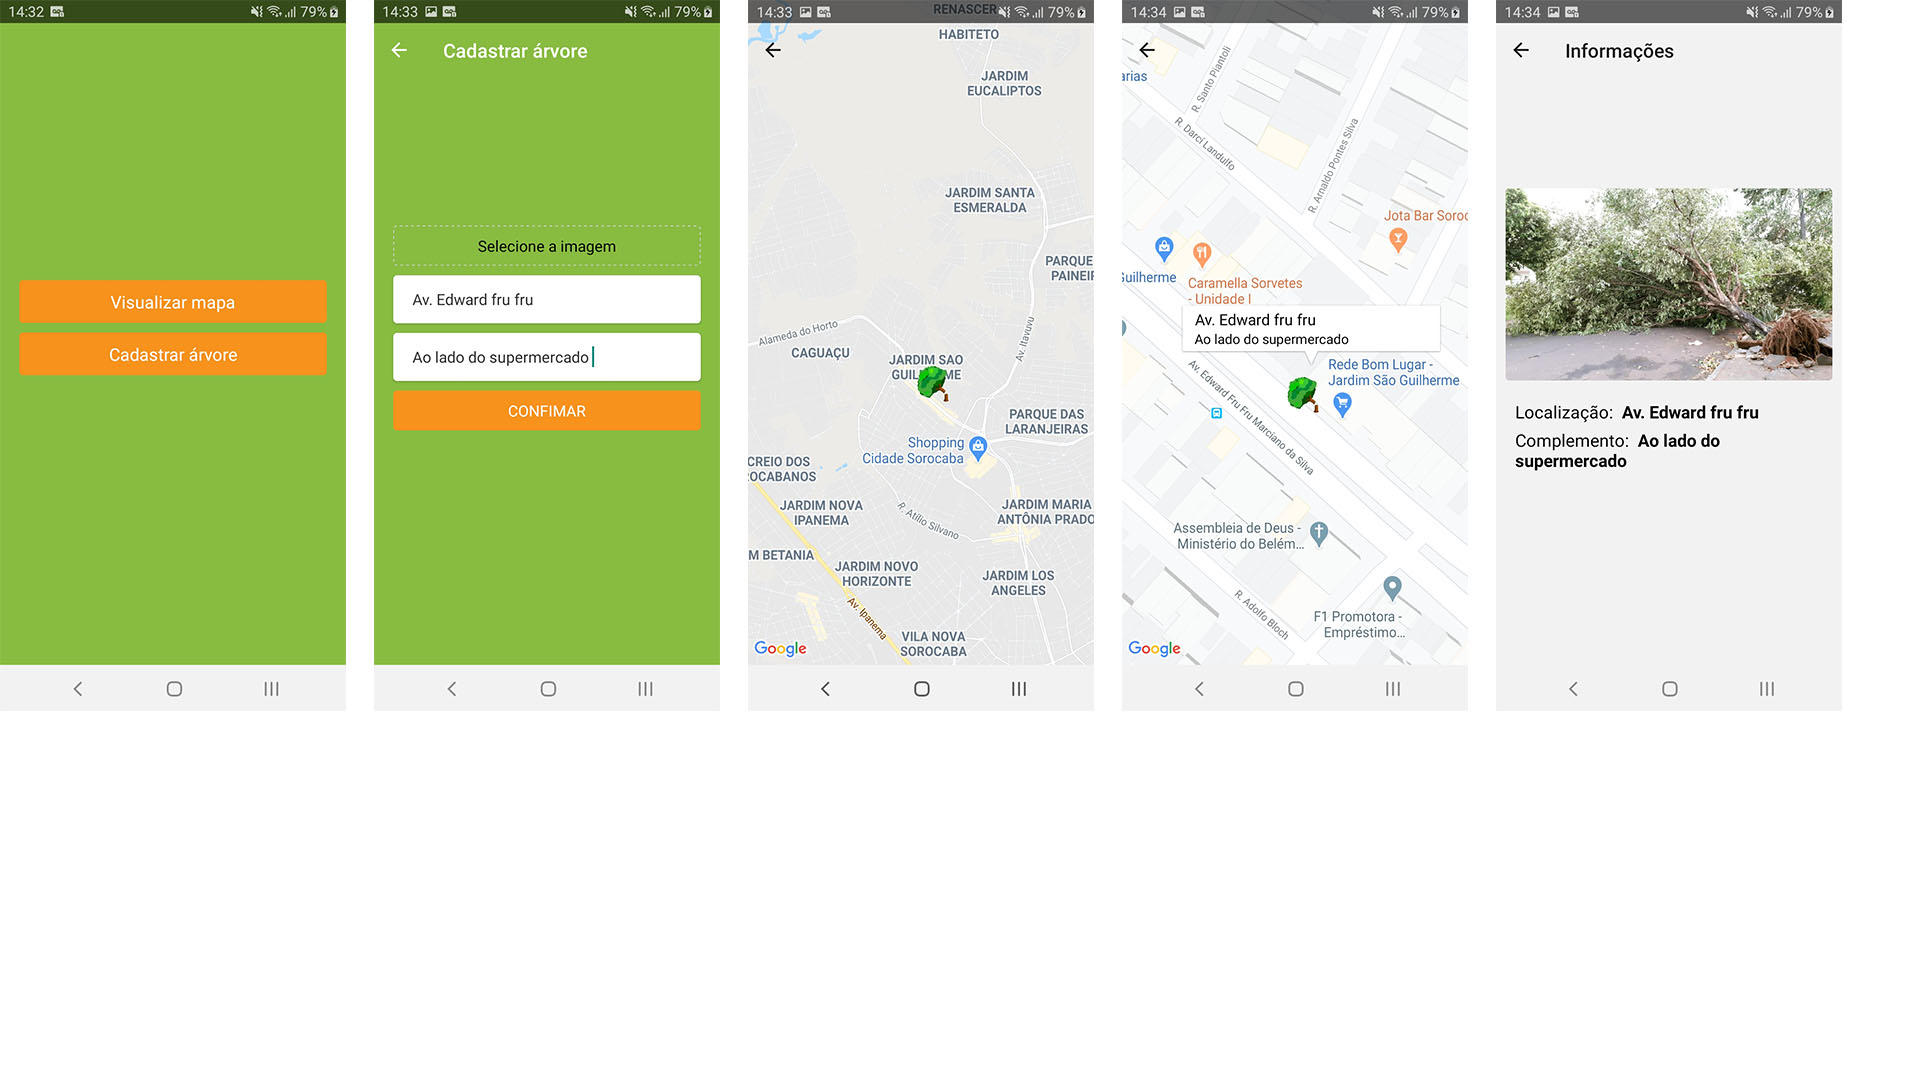 14:32
79%
Visualizar mapa
Cadastrar árvore
14:33
79%
Cadastrar árvore
Selecione a imagem
Av. Edward fru fru
Ao lado do supermercado
CONFIMAR
14:33
79%
RENASCER
HABITETO
JARDIM
EUCALIPTOS
JARDIM SANTA
ESMERALDA
PARQUE
PAINEIR
Av. Itavuvu
Alameda do Horto
CAGUAÇU
JARDIM SAO
GUILHERME
PARQUE DAS
LARANJEIRAS
Shopping
Cidade Sorocaba
CREIO DOS
OCABANOS
JARDIM NOVA
IPANEMA
R. Atílio Silvano
JARDIM MARIA
ANTÔNIA PRADO
M BETANIA
JARDIM NOVO
HORIZONTE
JARDIM LOS
ANGELES
Av. Ipanema
VILA NOVA
SOROCABA
Google
14:34
79%
arias
R. Santo Piantoli
R. Darci Landulfo
R. Arnaldo Pontes Silva
Jota Bar Soroc
Guilherme
Caramella Sorvetes
- Unidade I
Av. Edward fru fru
Ao lado do supermercado
Rede Bom Lugar -
Jardim São Guilherme
Av. Edward Fru Fru Marciano da Silva
Assembleia de Deus -
Ministério do Belém...
R. Adolfo Bloch
F1 Promotora -
Empréstimo...
Google
14:34
79%
Informações
Localização: Av. Edward fru fru
Complemento: Ao lado do
supermercado